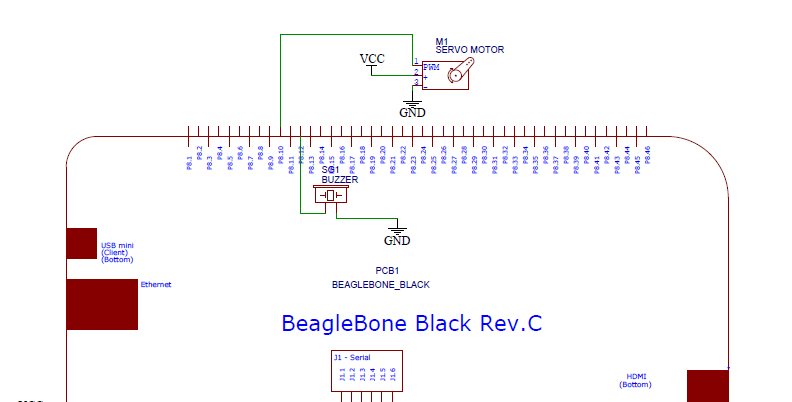 M1
SERVO MOTOR
VCC
1
PWM
2
+
3
-
GND
P8.1
P8.2
P8.3
P8.4
P8.5
P8.6
P8.7
P8.8
P8.9
P8.10
P8.11
P8.12
P8.13
P8.14
P8.15
P8.16
P8.17
P8.18
P8.19
P8.20
P8.21
P8.22
P8.23
P8.24
P8.25
P8.26
P8.27
P8.28
P8.29
P8.30
P8.31
P8.32
P8.33
P8.34
P8.35
P8.36
P8.37
P8.38
P8.39
P8.40
P8.41
P8.42
P8.43
P8.44
P8.45
P8.46
SG1
BUZZER
GND
USB mini
(Client)
(Bottom)
Ethernet
PCB1
BEAGLEBONE_BLACK
BeagleBone Black Rev.C
J1 - Serial
J1.1
J1.2
J1.3
J1.4
J1.5
J1.6
HDMI
(Bottom)